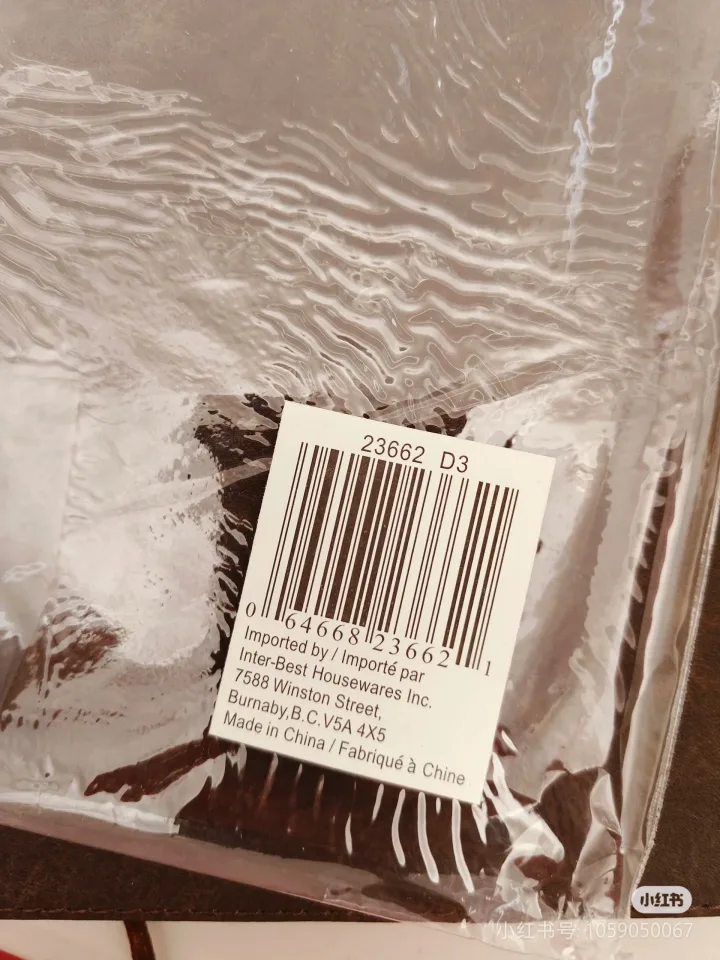 23662 D3
0 64668 23662 1
Imported by / Importé par
Inter-Best Housewares Inc.
7588 Winston Street,
Burnaby,B.C.V5A 4X5
Made in China / Fabriqué à Chine
小红书
小红书号 1059050067